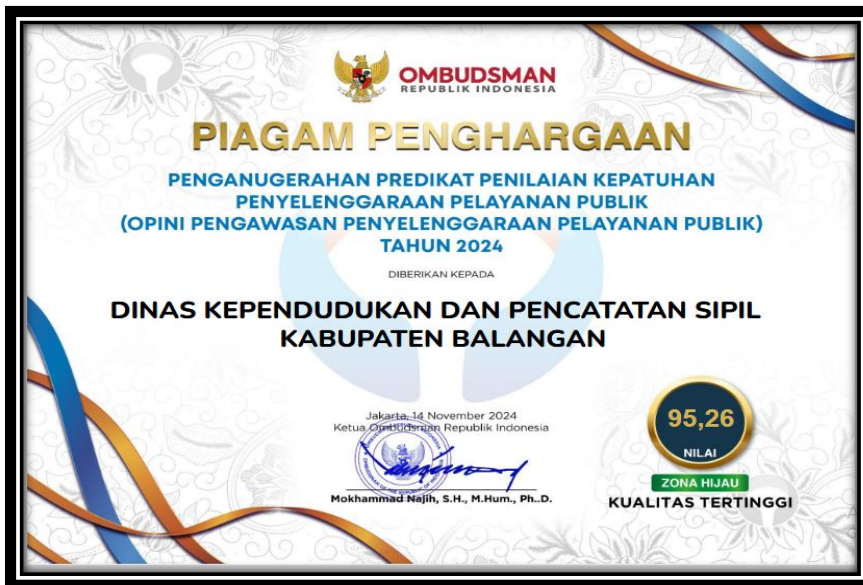 OMBUDSMAN
REPUBLIK INDONESIA
PIAGAM PENGHARGAAN
PENGANUGERAHAN PREDIKAT PENILAIAN KEPATUHAN
PENYELENGGARAAN PELAYANAN PUBLIK
(OPINI PENGAWASAN PENYELENGGARAAN PELAYANAN PUBLIK)
TAHUN 2024
DIBERIKAN KEPADA
DINAS KEPENDUDUKAN DAN PENCATATAN SIPIL
KABUPATEN BALANGAN
Jakarta, 14 November 2024
Ketua Ombudsman Republik Indonesia
Mokhammad Najih, S.H., M.Hum., Ph..D.
95,26
NILAI
ZONA HIJAU
KUALITAS TERTINGGI